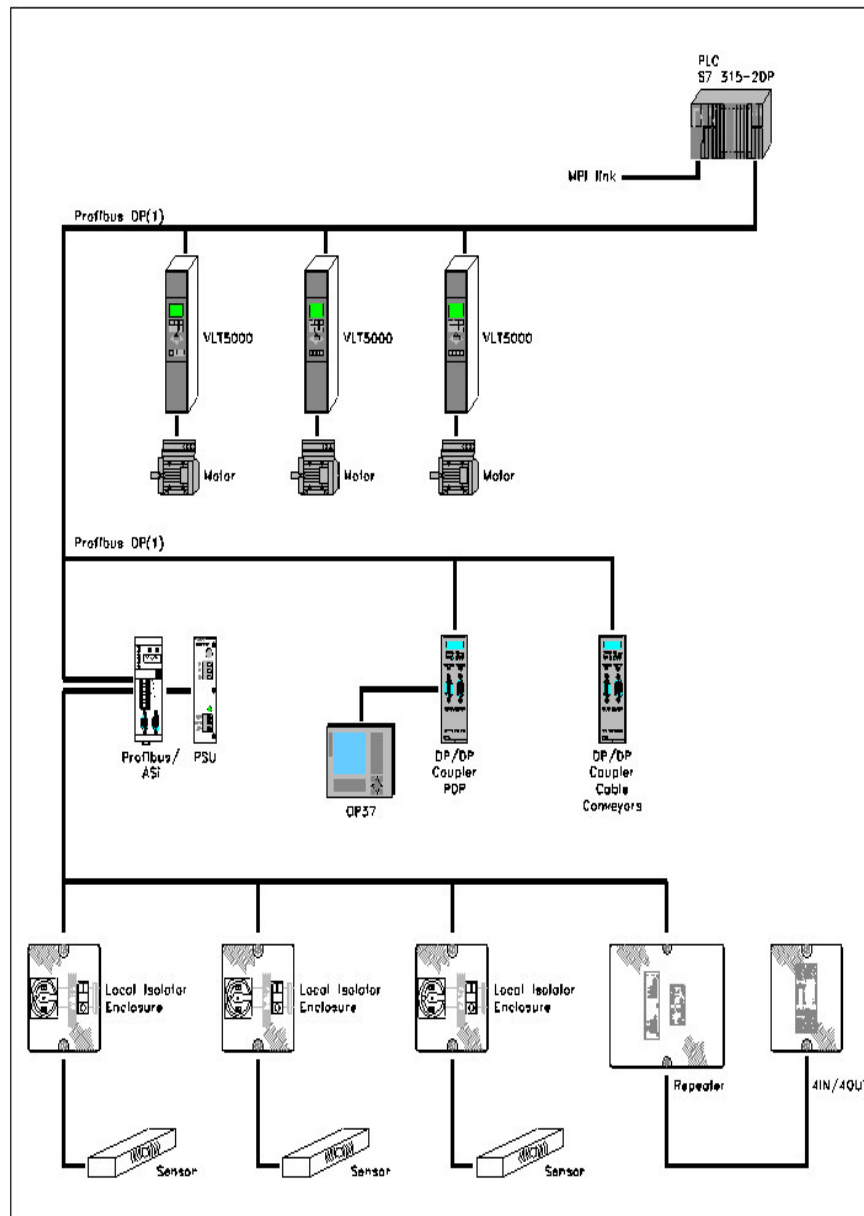 PLC
S7 315-2DP
MPI link
Profibus DP(1)
VLT5000
VLT5000
VLT5000
Motor
Motor
Motor
Profibus DP(1)
Profibus/
ASi
PSU
OP37
DP/DP
Coupler
PDP
DP/DP
Coupler
Cable
Conveyors
Local Isolator
Enclosure
Local Isolator
Enclosure
Local Isolator
Enclosure
Repeater
4IN/4OUT
Sensor
Sensor
Sensor